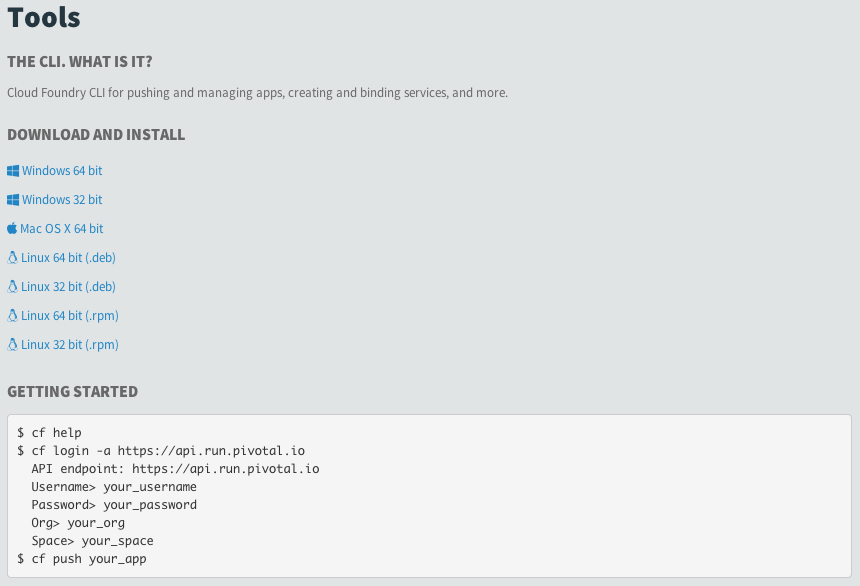 Tools
THE CLI. WHAT IS IT?
Cloud Foundry CLI for pushing and managing apps, creating and binding services, and more.
DOWNLOAD AND INSTALL
Windows 64 bit
Windows 32 bit
Mac OS X 64 bit
Linux 64 bit (.deb)
Linux 32 bit (.deb)
Linux 64 bit (.rpm)
Linux 32 bit (.rpm)
GETTING STARTED
$ cf help
$ cf login -a https://api.run.pivotal.io
API endpoint: https://api.run.pivotal.io
Username> your_username
Password> your_password
Org> your_org
Space> your_space
$ cf push your_app